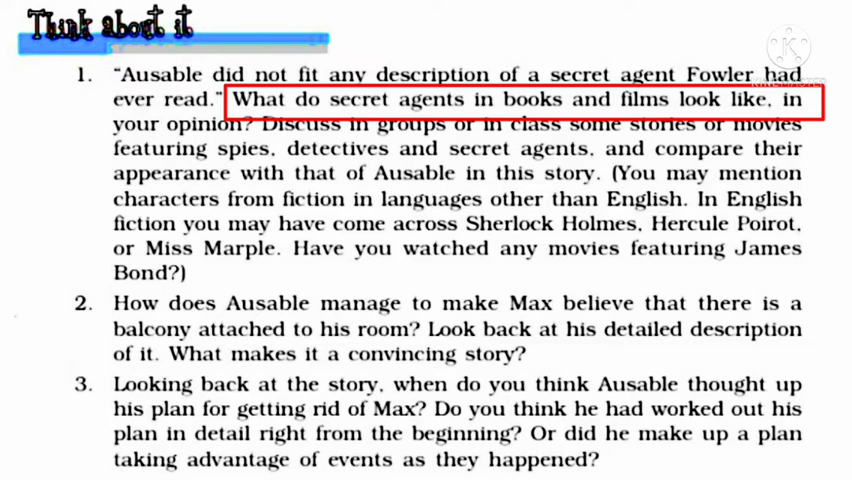 Think about it
K
KINEMASTER
1. "Ausable did not fit any description of a secret agent Fowler had
ever read." What do secret agents in books and films look like, in
your opinion? Discuss in groups or in class some stories or movies
featuring spies, detectives and secret agents, and compare their
appearance with that of Ausable in this story. (You may mention
characters from fiction in languages other than English. In English
fiction you may have come across Sherlock Holmes, Hercule Poirot,
or Miss Marple. Have you watched any movies featuring James
Bond?)
2. How does Ausable manage to make Max believe that there is a
balcony attached to his room? Look back at his detailed description
of it. What makes it a convincing story?
3. Looking back at the story, when do you think Ausable thought up
his plan for getting rid of Max? Do you think he had worked out his
plan in detail right from the beginning? Or did he make up a plan
taking advantage of events as they happened?